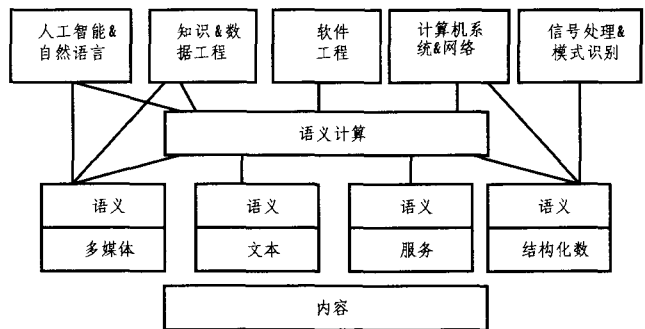 人工智能&
自然语言
知识&数
据工程
软件
工程
计算机系
统&网络
信号处理&
模式识别
语义计算
语义
语义
语义
语义
多媒体
文本
服务
结构化数
内容